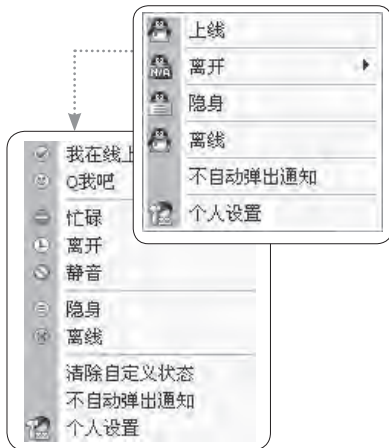 上线
N/A
离开
隐身
离线
不自动弹出通知
个人设置
我在线上
Q我吧
忙碌
离开
静音
隐身
离线
清除自定义状态
不自动弹出通知
个人设置